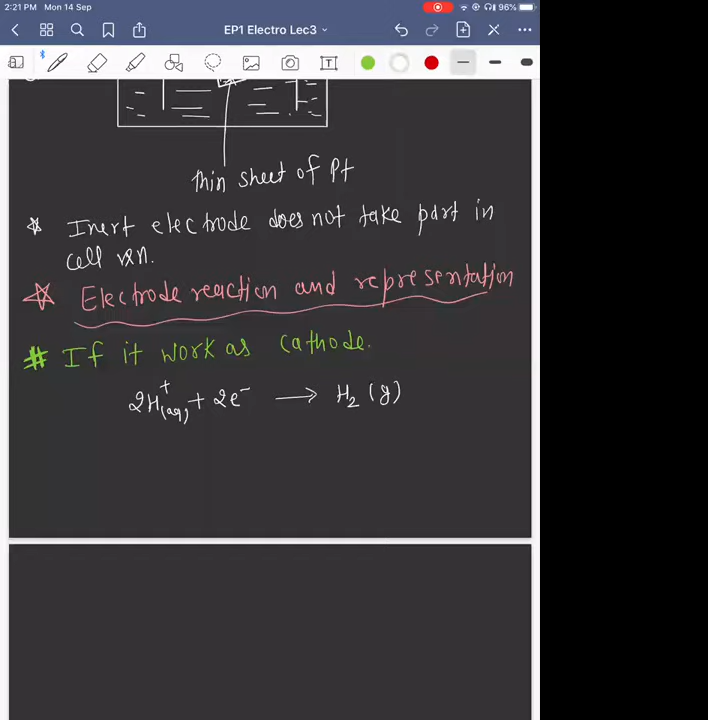 2:21 PM Mon 14 Sep
96%
EP1 Electro Lec3
T
thin sheet of Pt
☆ Inert electrode does not take part in
cell rxn.
☆ Electrode reaction and representation
# If it work as cathode.
2H⁺(aq) + 2e⁻ ⟶ H₂ (g)